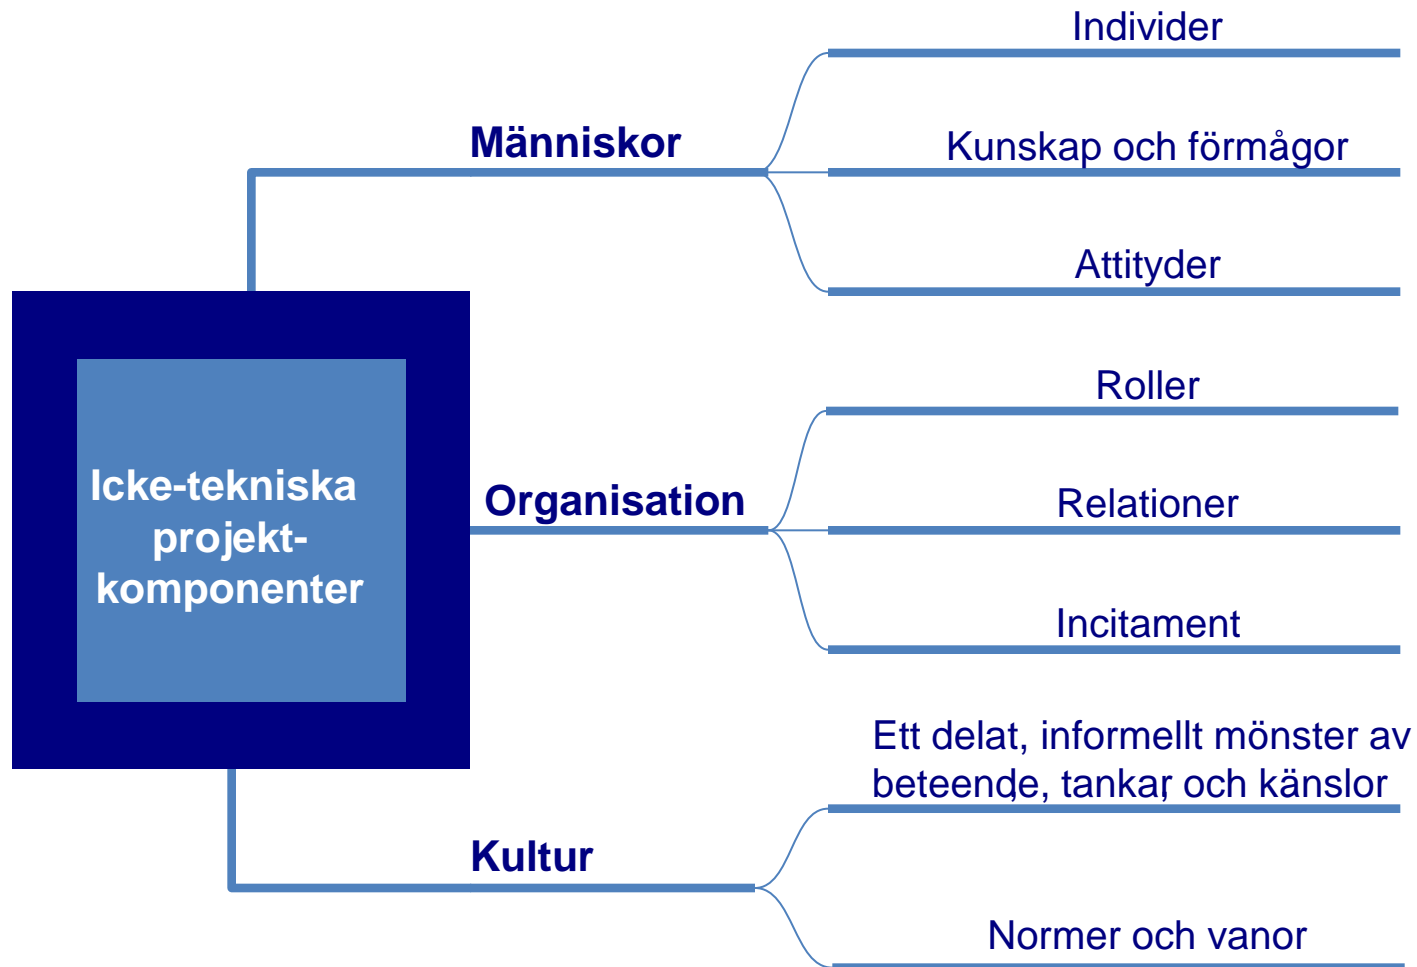 Individer
Människor
Kunskap och förmågor
Attityder
Icke-tekniska
projekt-
komponenter
Roller
Organisation
Relationer
Incitament
Ett delat, informellt mönster av
beteende, tankar, och känslor
Kultur
Normer och vanor